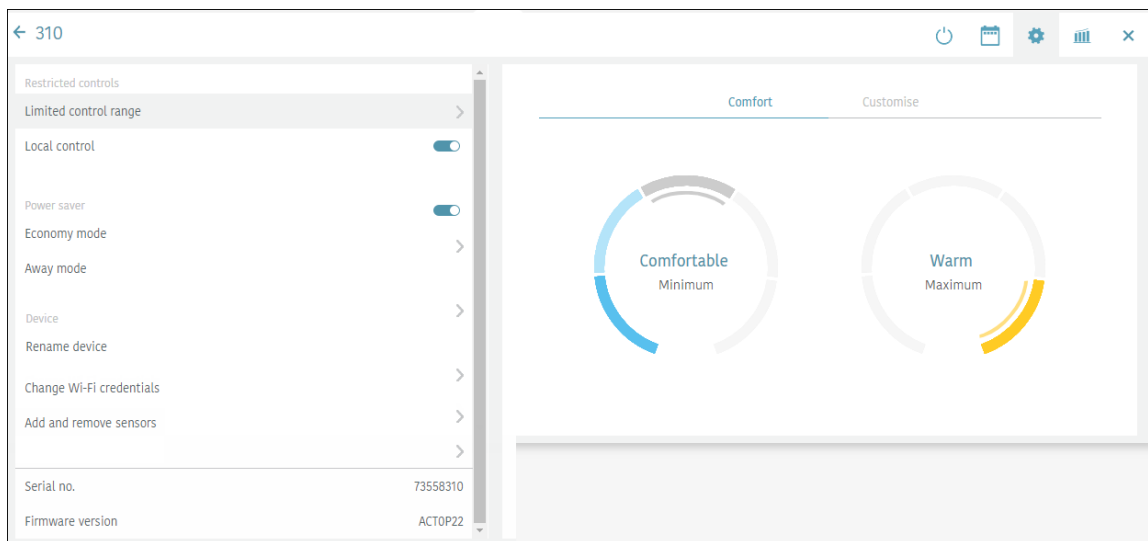 310
Restricted controls
Limited control range
Local control
Power saver
Economy mode
Away mode
Device
Rename device
Change Wi-Fi credentials
Add and remove sensors
Serial no. 73558310
Firmware version ACT0P22
Comfort Customise
Comfortable
Minimum
Warm
Maximum